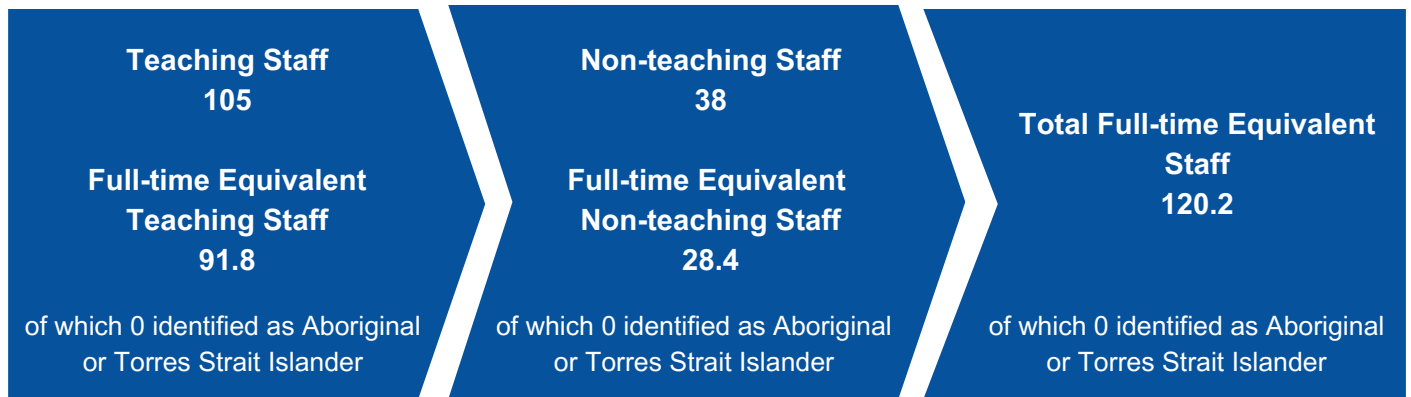 Teaching Staff
105
Full-time Equivalent
Teaching Staff
91.8
of which 0 identified as Aboriginal
or Torres Strait Islander
Non-teaching Staff
38
Full-time Equivalent
Non-teaching Staff
28.4
of which 0 identified as Aboriginal
or Torres Strait Islander
Total Full-time Equivalent
Staff
120.2
of which 0 identified as Aboriginal
or Torres Strait Islander